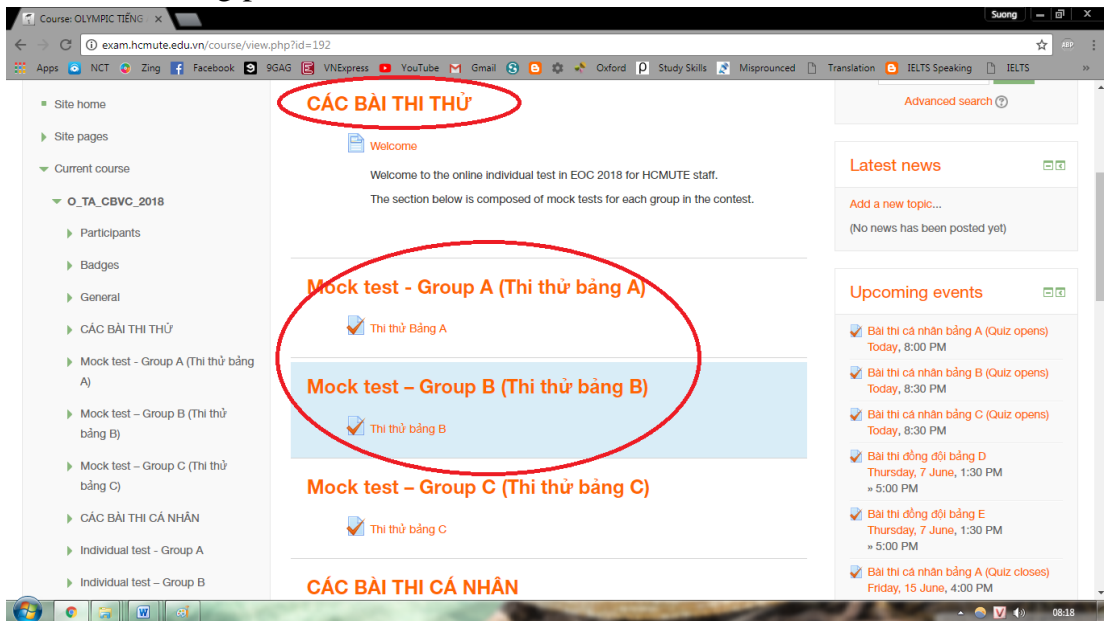 Course: OLYMPIC TIẾNG
Suong
exam.hcmute.edu.vn/course/view.php?id=192
ABP
Apps NCT Zing Facebook 9GAG VNExpress YouTube Gmail Oxford Study Skills Mispronced Translation IELTS Speaking IELTS »
Site home
Site pages
Current course
O_TA_CBVC_2018
Participants
Badges
General
CÁC BÀI THI THỬ
Mock test - Group A (Thi thử bảng
A)
Mock test – Group B (Thi thử
bảng B)
Mock test – Group C (Thi thử
bảng C)
CÁC BÀI THI CÁ NHÂN
Individual test - Group A
Individual test – Group B
CÁC BÀI THI THỬ
Welcome
Welcome to the online individual test in EOC 2018 for HCMUTE staff.
The section below is composed of mock tests for each group in the contest.
Mock test - Group A (Thi thử bảng A)
Thi thử Bảng A
Mock test – Group B (Thi thử bảng B)
Thi thử bảng B
Mock test – Group C (Thi thử bảng C)
Thi thử bảng C
CÁC BÀI THI CÁ NHÂN
Advanced search
Latest news
Add a new topic...
(No news has been posted yet)
Upcoming events
Bài thi cá nhân bảng A (Quiz opens)
Today, 8:00 PM
Bài thi cá nhân bảng B (Quiz opens)
Today, 8:30 PM
Bài thi cá nhân bảng C (Quiz opens)
Today, 8:30 PM
Bài thi đồng đội bảng D
Thursday, 7 June, 1:30 PM
» 5:00 PM
Bài thi đồng đội bảng E
Thursday, 7 June, 1:30 PM
» 5:00 PM
Bài thi cá nhân bảng A (Quiz closes)
Friday, 15 June, 4:00 PM
08:18